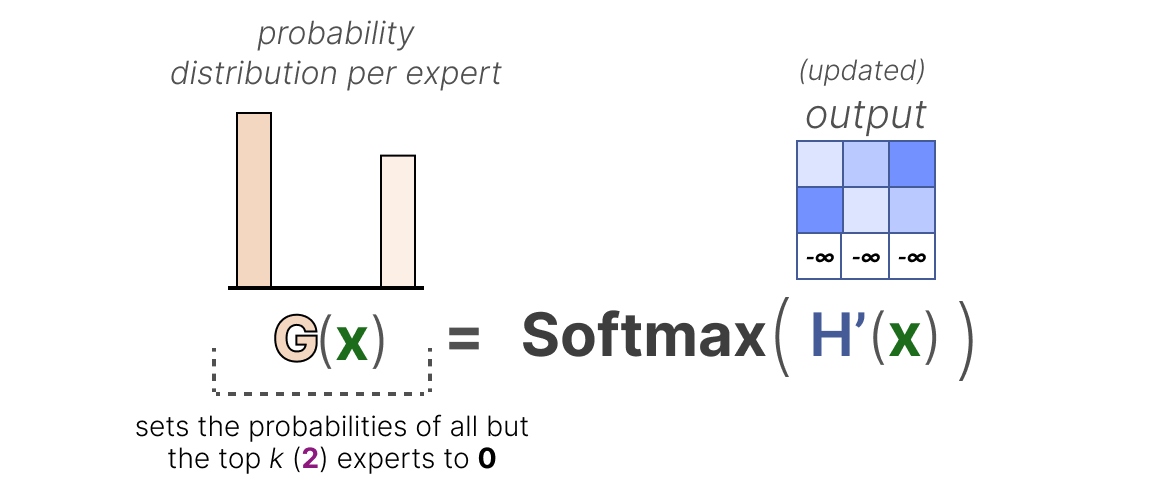 probability
distribution per expert
(updated)
output
-∞ -∞ -∞
G(x) = Softmax( H’(x) )
sets the probabilities of all but
the top k (2) experts to 0